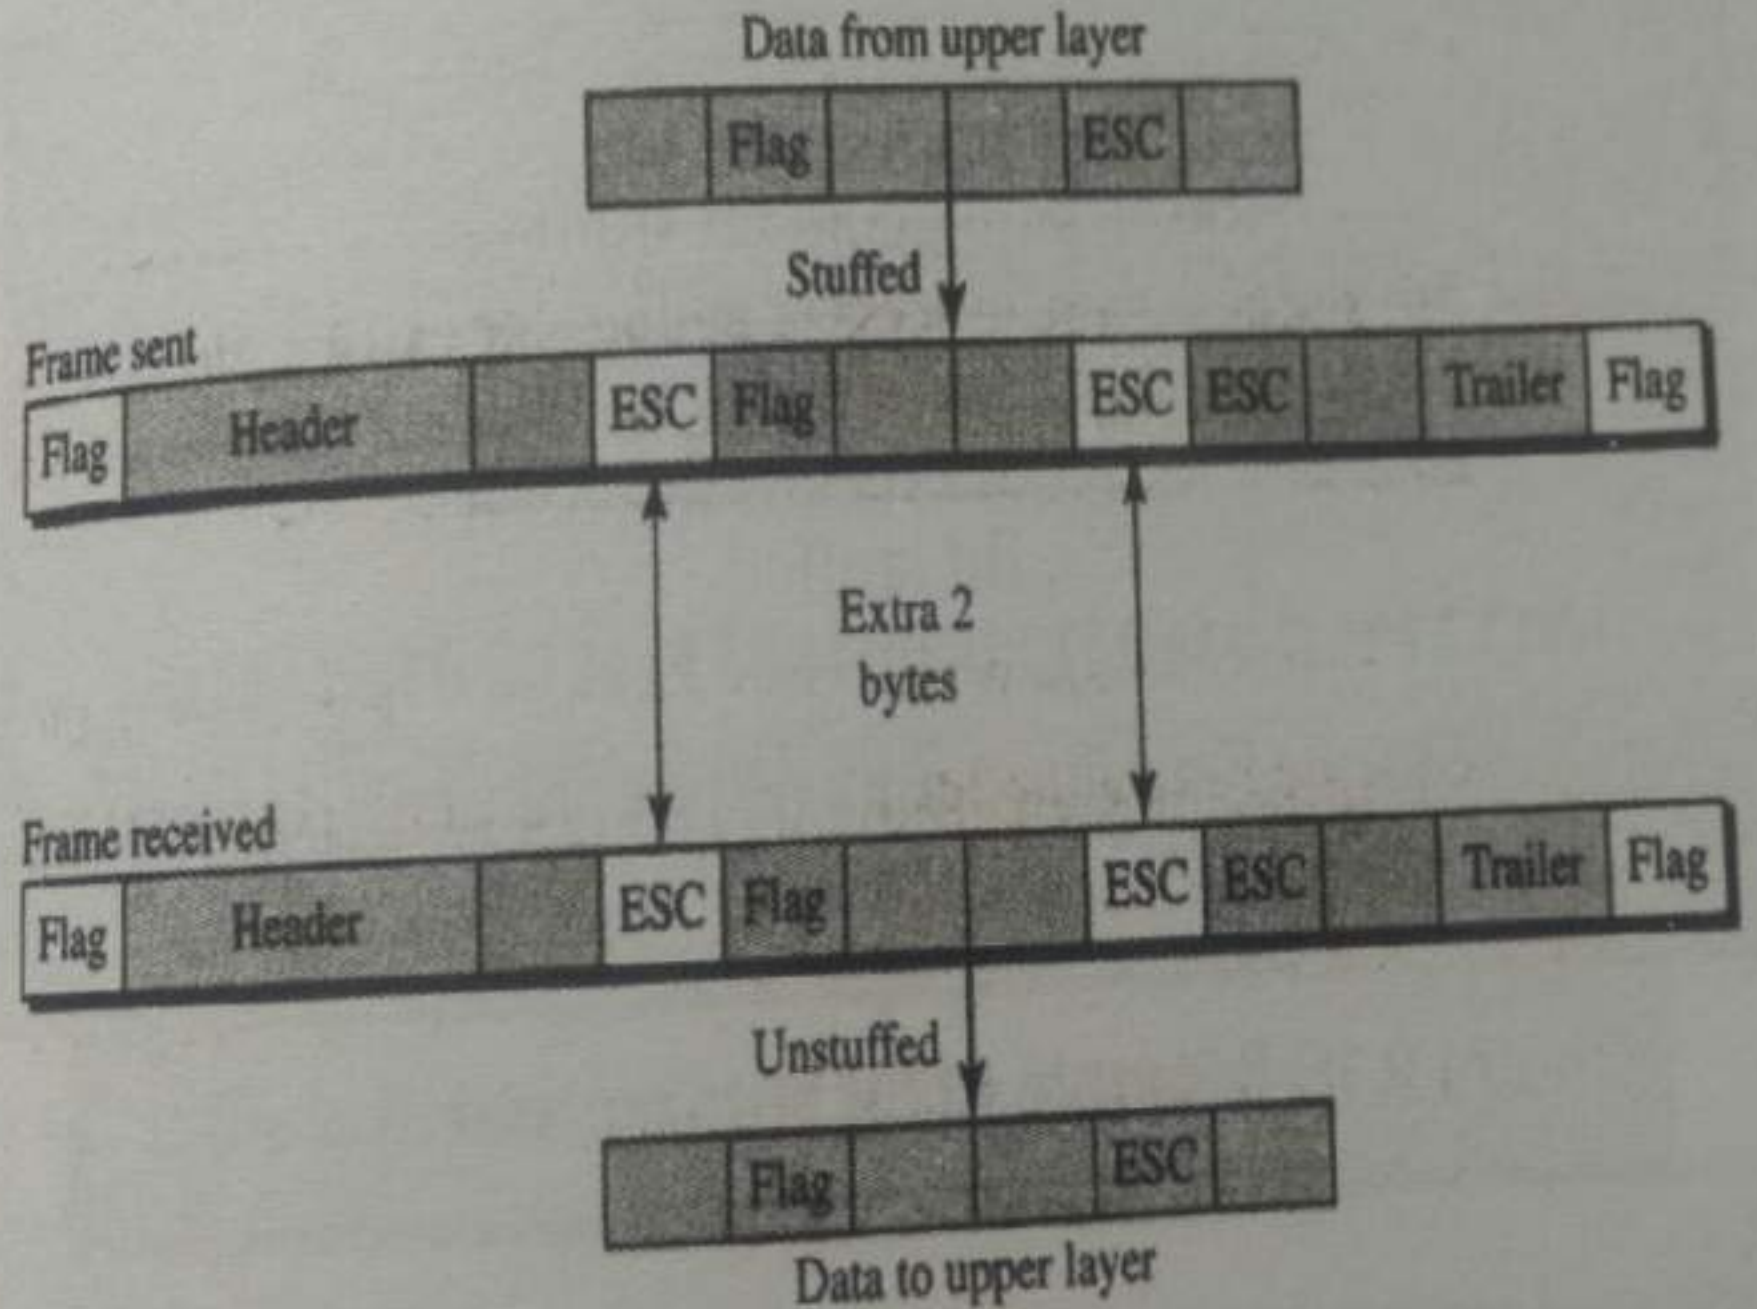 Data from upper layer
Flag ESC
Stuffed
Frame sent
Flag Header ESC Flag ESC ESC Trailer Flag
Extra 2
bytes
Frame received
Flag Header ESC Flag ESC ESC Trailer Flag
Unstuffed
Flag ESC
Data to upper layer